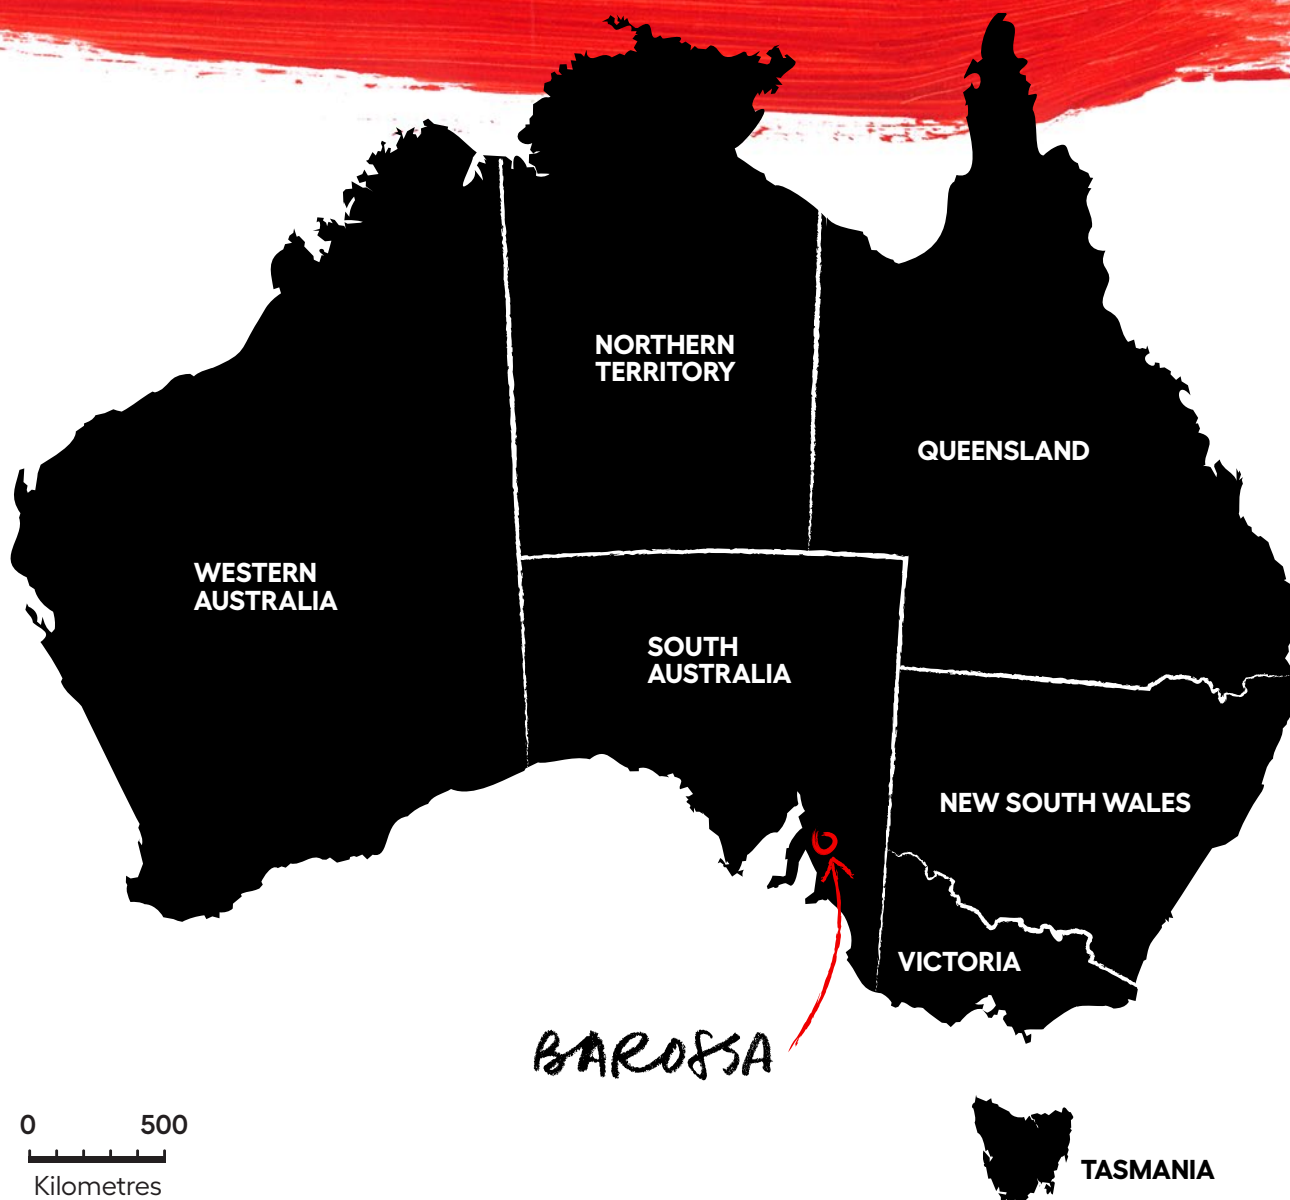 NORTHERN
TERRITORY
QUEENSLAND
WESTERN
AUSTRALIA
SOUTH
AUSTRALIA
NEW SOUTH WALES
VICTORIA
BAROSSA
0 500
Kilometres
TASMANIA